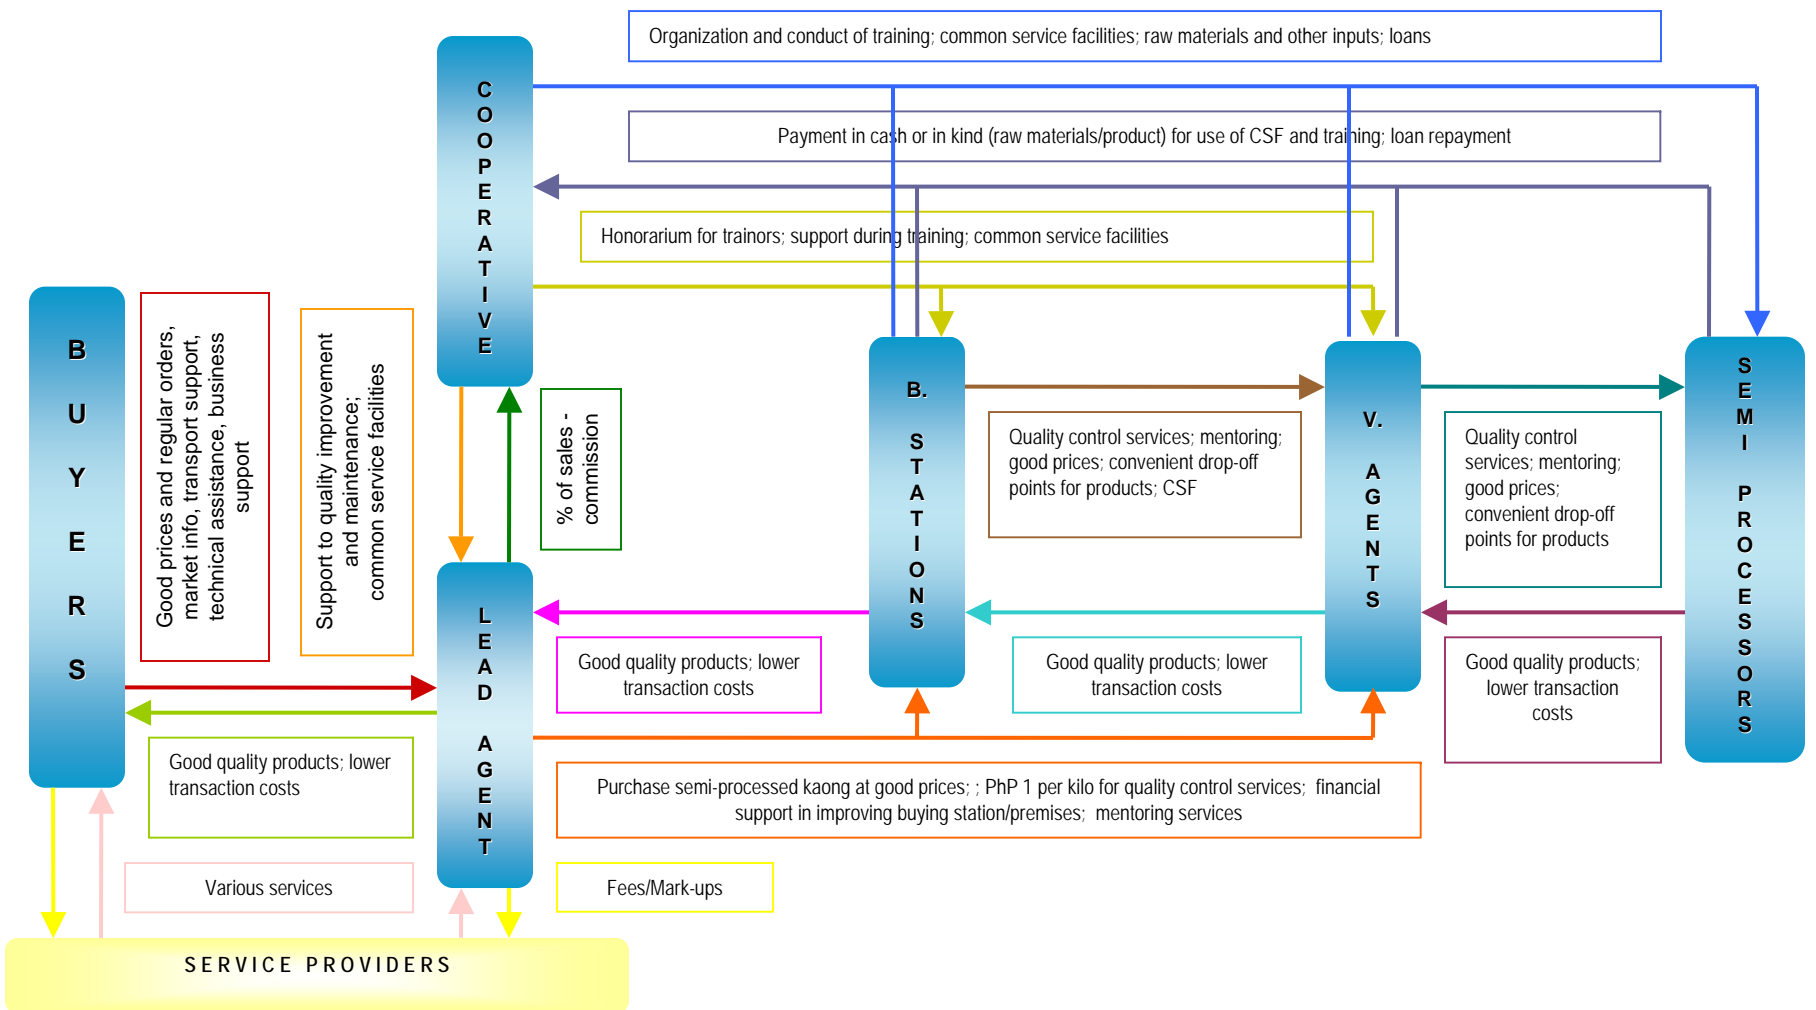 Organization and conduct of training; common service facilities; raw materials and other inputs; loans
COOPERATIVE
Payment in cash or in kind (raw materials/product) for use of CSF and training; loan repayment
Honorarium for trainors; support during training; common service facilities
BUYERS
Good prices and regular orders,
market info, transport support,
technical assistance, business
support
Support to quality improvement
and maintenance;
common service facilities
% of sales -
commission
B. STATIONS
Quality control services; mentoring;
good prices; convenient drop-off
points for products; CSF
V. AGENTS
Quality control
services; mentoring;
good prices;
convenient drop-off
points for products
SEMI PROCESSORS
LEAD AGENT
Good quality products; lower
transaction costs
Good quality products; lower
transaction costs
Good quality products;
lower transaction
costs
Good quality products; lower
transaction costs
Purchase semi-processed kaong at good prices; ; PhP 1 per kilo for quality control services; financial
support in improving buying station/premises; mentoring services
Various services
Fees/Mark-ups
SERVICE PROVIDERS